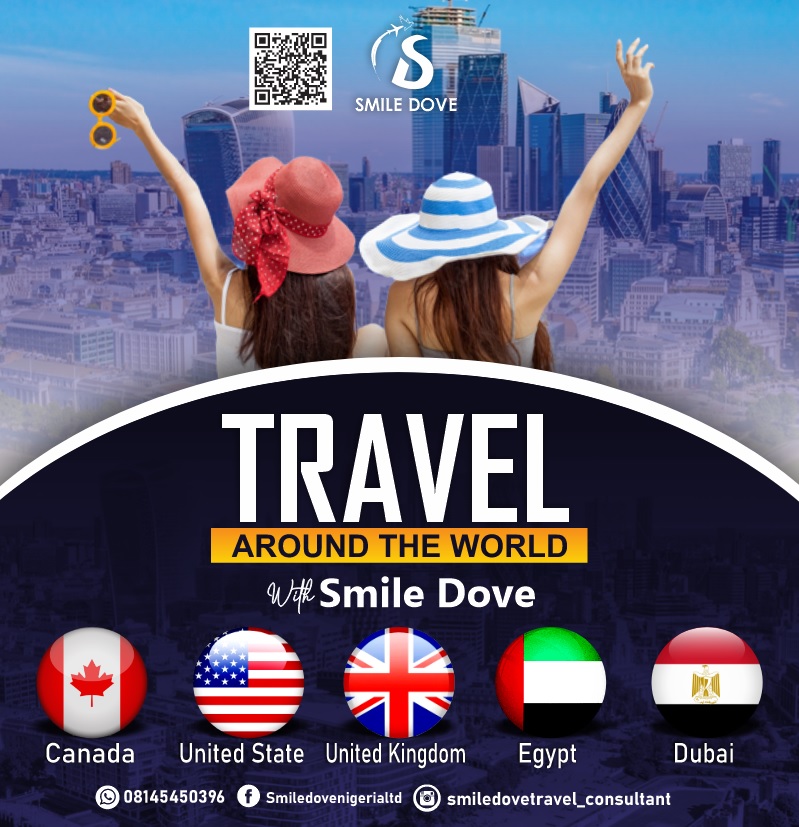 SMILE DOVE
TRAVEL
AROUND THE WORLD
With Smile Dove
Canada United State United Kingdom Egypt Dubai
08145450396 Smiledovenigerialtd smiledovetravel_consultant